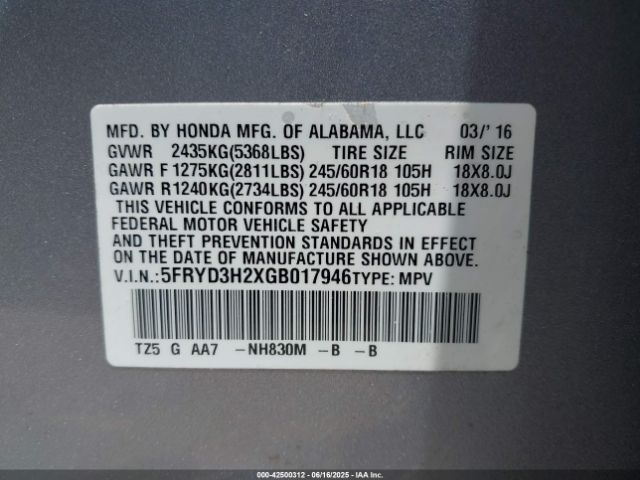 MFD. BY HONDA MFG. OF ALABAMA, LLC 03/'16
GVWR 2435KG(5368LBS) TIRE SIZE RIM SIZE
GAWR F 1275KG(2811LBS) 245/60R18 105H 18X8.0J
GAWR R1240KG(2734LBS) 245/60R18 105H 18X8.0J
THIS VEHICLE CONFORMS TO ALL APPLICABLE
FEDERAL MOTOR VEHICLE SAFETY
AND THEFT PREVENTION STANDARDS IN EFFECT
ON THE DATE OF MANUFACTURE SHOWN ABOVE.
V.I.N.:5FRYD3H2XGB017946TYPE: MPV
TZ5 G AA7 -NH830M -B -B
000-42500312 - 06/16/2025 - IAA Inc.